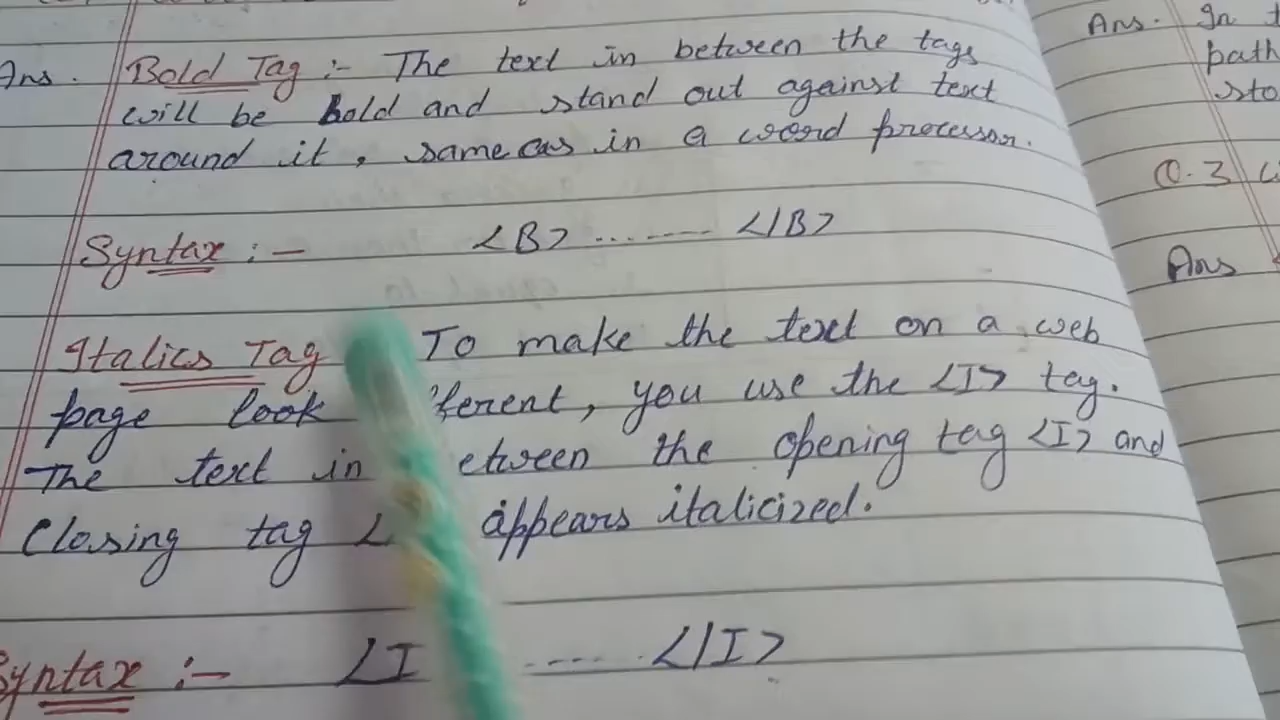 Ans. Bold Tag :- The text in between the tags
will be bold and stand out against text
around it, same as in a word processor.
Syntax :- <B> ........ </B>
Italics Tag To make the text on a web
page look fferent, you use the <I> tag.
The text in etween the opening tag <I> and
Closing tag < appears italicized.
Syntax :- <I ..... </I>
Ans. In
path
sto
Q.3
Ans